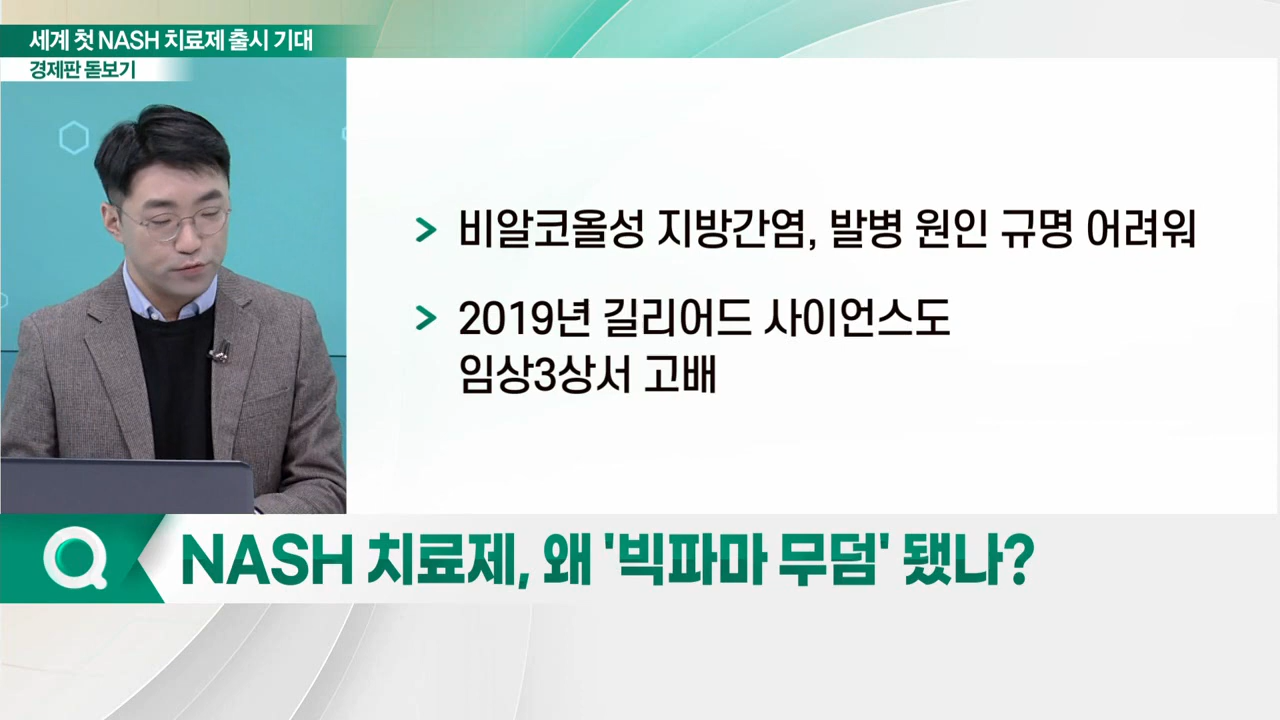 세계 첫 NASH 치료제 출시 기대
경제판 돋보기
> 비알코올성 지방간염, 발병 원인 규명 어려워
> 2019년 길리어드 사이언스도
임상3상서 고배
NASH 치료제, 왜 '빅파마 무덤' 됐나?